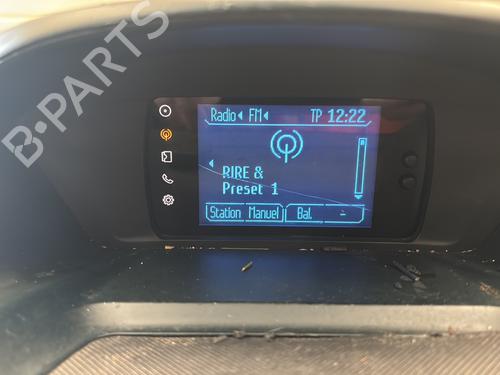 Radio FM TP 12:22
RIRE &
Preset 1
Station Manuel Bal. -
B-PARTS